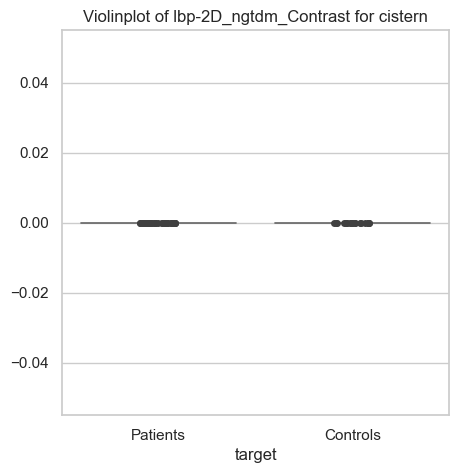 Violinplot of lbp-2D_ngtdm_Contrast for cistern
0.04
0.02
0.00
−0.02
−0.04
Patients
Controls
target